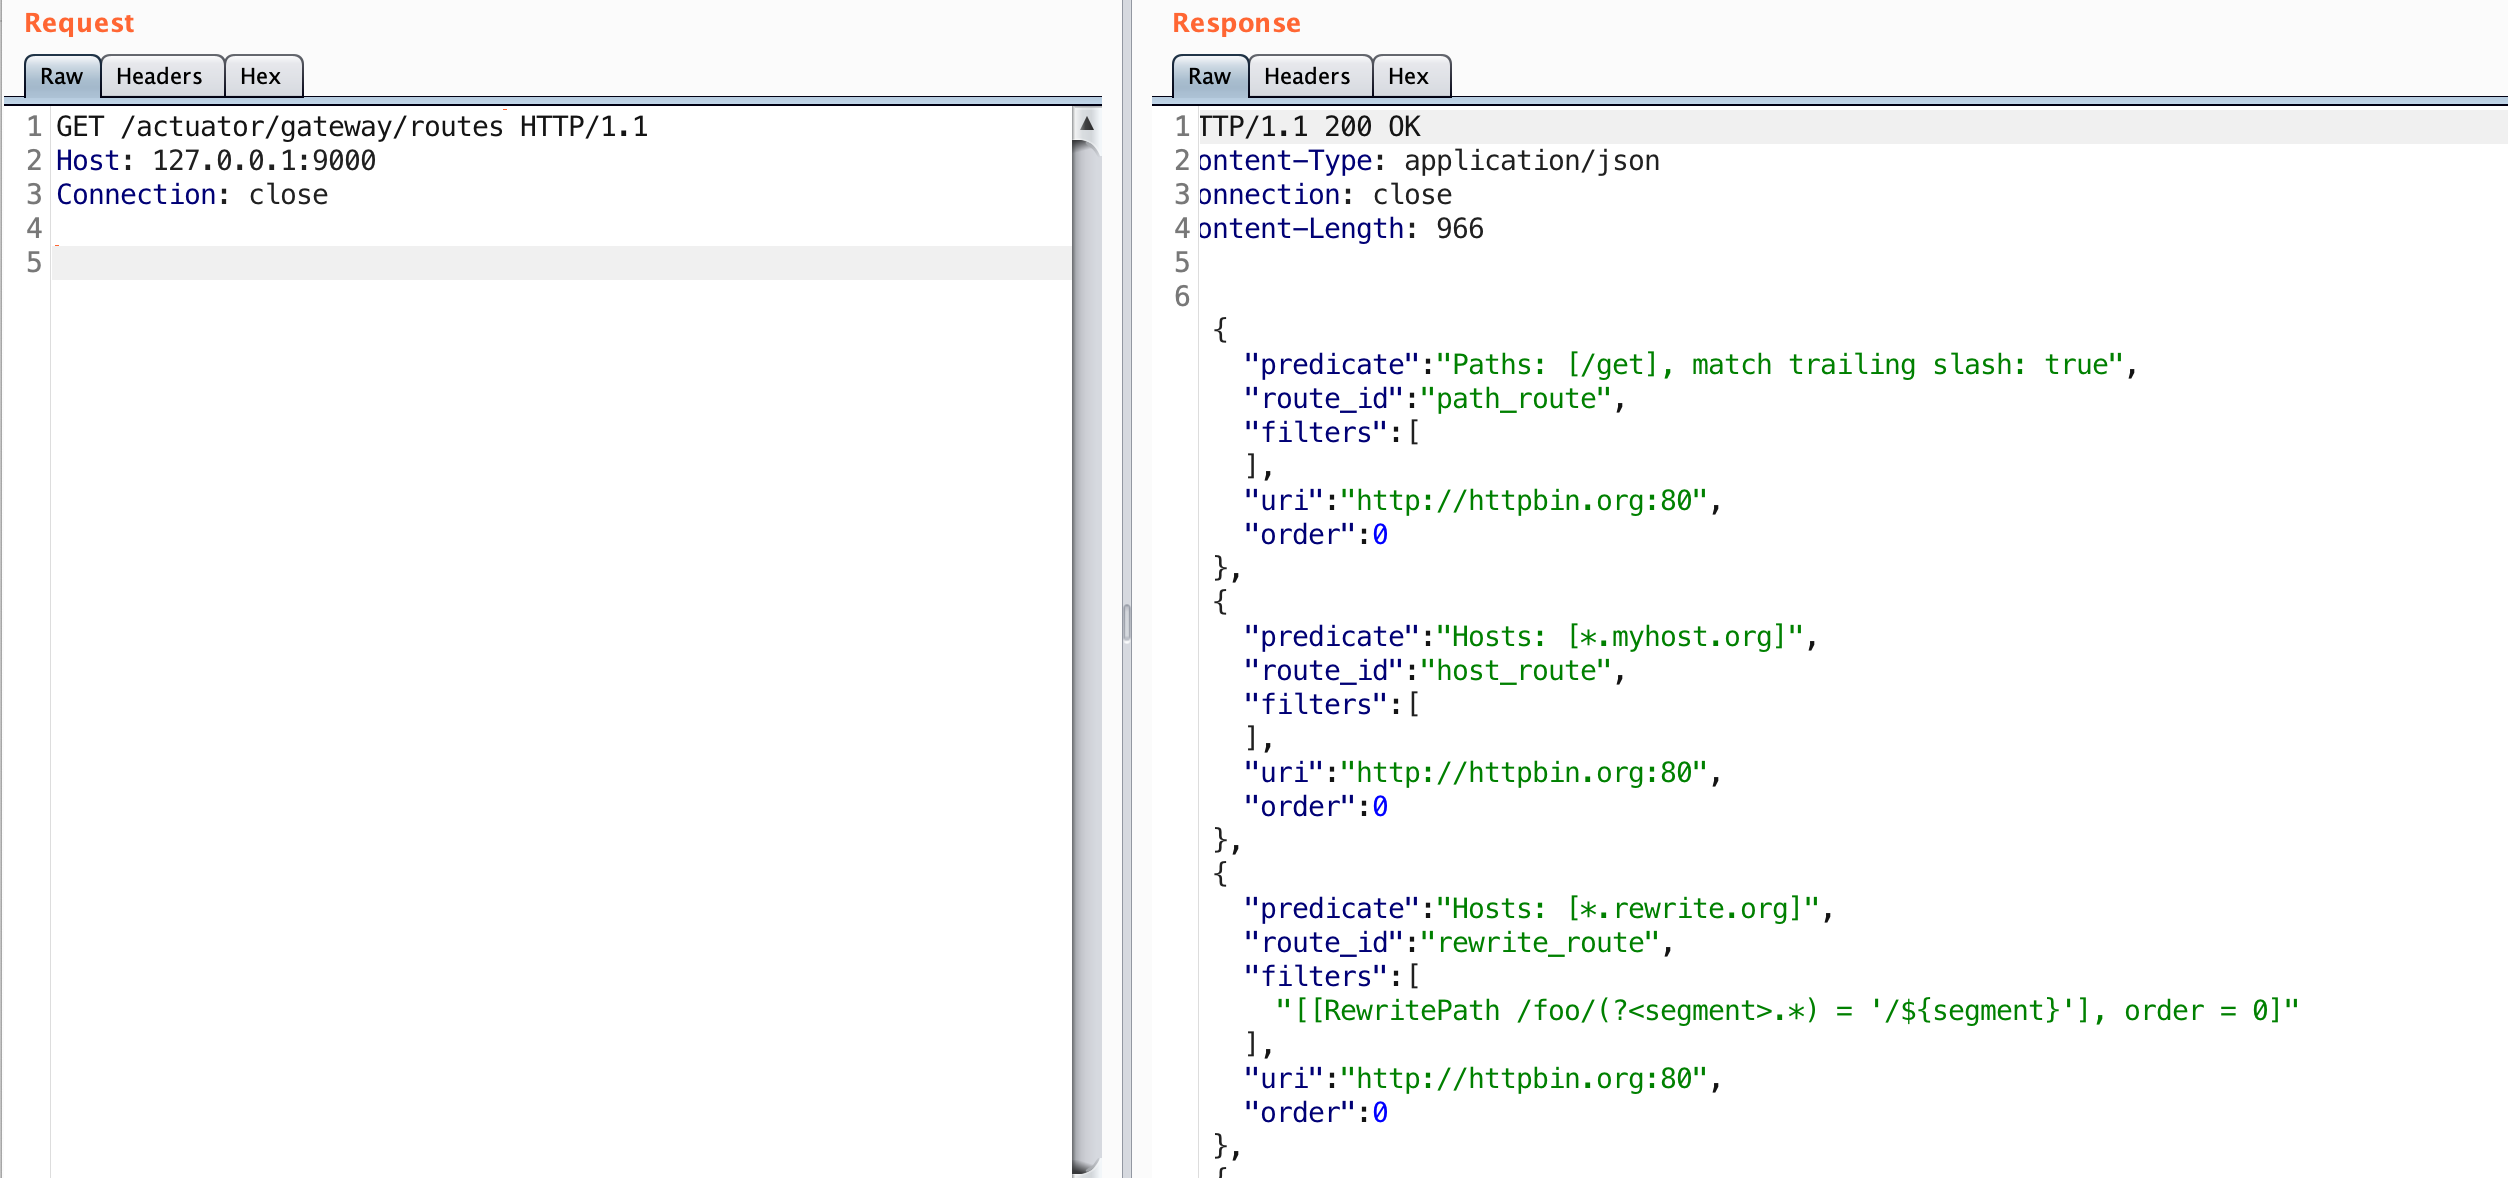 Request
Raw Headers Hex
1 GET /actuator/gateway/routes HTTP/1.1
2 Host: 127.0.0.1:9000
3 Connection: close
4
5
Response
Raw Headers Hex
1 TTP/1.1 200 OK
2 ontent-Type: application/json
3 onnection: close
4 ontent-Length: 966
5
6
{
"predicate":"Paths: [/get], match trailing slash: true",
"route_id":"path_route",
"filters":[
],
"uri":"http://httpbin.org:80",
"order":0
},
{
"predicate":"Hosts: [*.myhost.org]",
"route_id":"host_route",
"filters":[
],
"uri":"http://httpbin.org:80",
"order":0
},
{
"predicate":"Hosts: [*.rewrite.org]",
"route_id":"rewrite_route",
"filters":[
"[[RewritePath /foo/(?<segment>.*) = '/${segment}'], order = 0]"
],
"uri":"http://httpbin.org:80",
"order":0
},
{